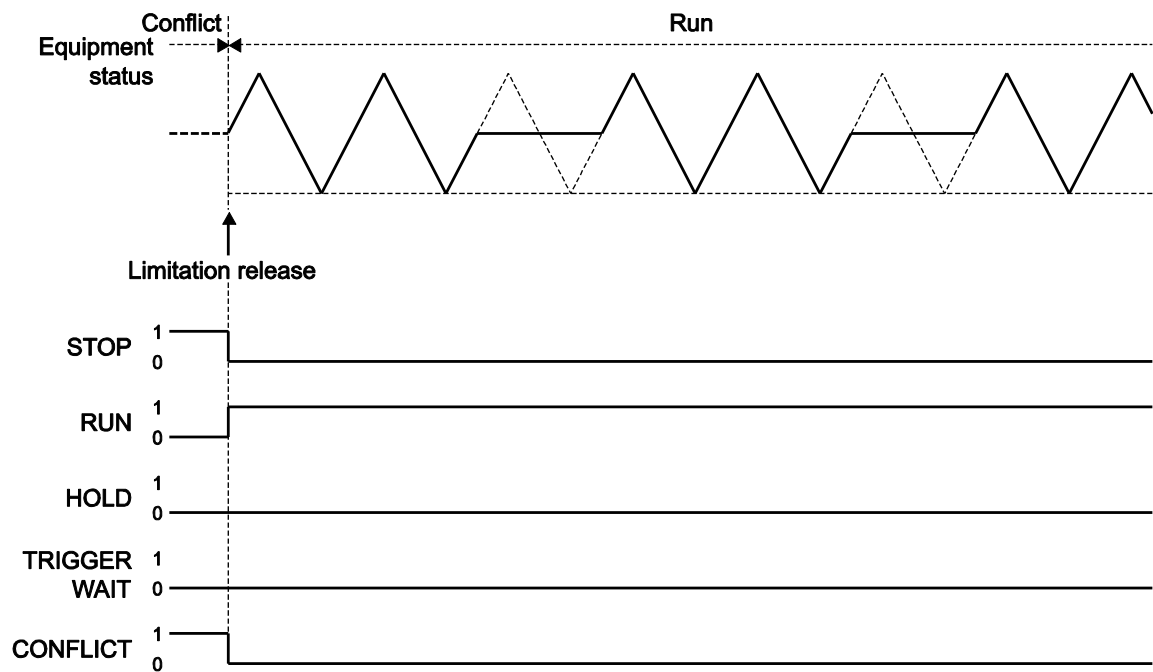 Conflict
Run
Equipment
status
Limitation release
STOP
1
0
RUN
1
0
HOLD
1
0
TRIGGER
WAIT
1
0
CONFLICT
1
0